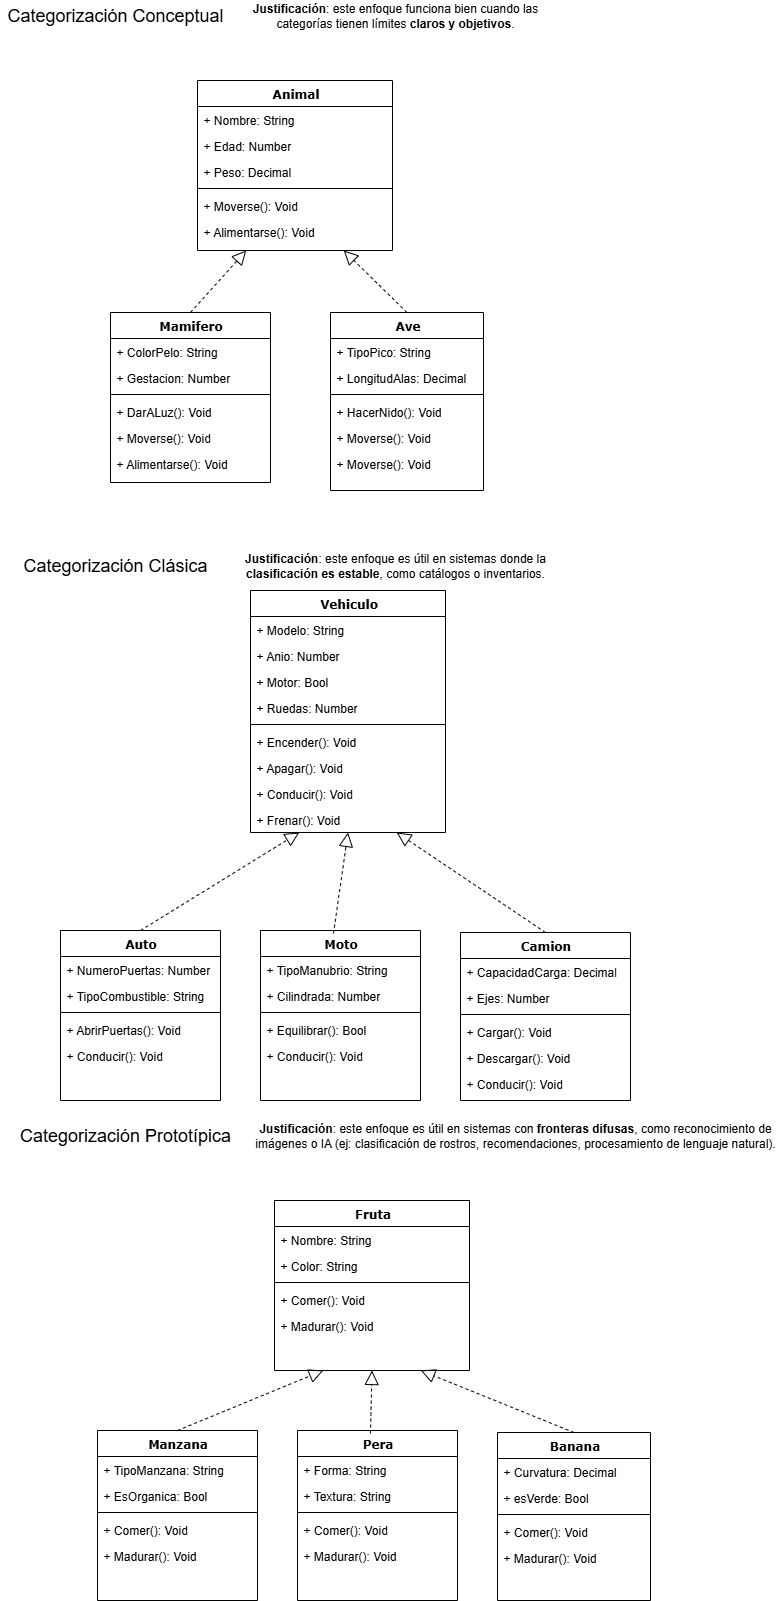 Categorización Conceptual
Justificación: este enfoque funciona bien cuando las
categorías tienen límites claros y objetivos.
Animal
+ Nombre: String
+ Edad: Number
+ Peso: Decimal
+ Moverse(): Void
+ Alimentarse(): Void
Mamifero
+ ColorPelo: String
+ Gestacion: Number
+ DarALuz(): Void
+ Moverse(): Void
+ Alimentarse(): Void
Ave
+ TipoPico: String
+ LongitudAlas: Decimal
+ HacerNido(): Void
+ Moverse(): Void
+ Moverse(): Void
Categorización Clásica
Justificación: este enfoque es útil en sistemas donde la
clasificación es estable, como catálogos o inventarios.
Vehiculo
+ Modelo: String
+ Anio: Number
+ Motor: Bool
+ Ruedas: Number
+ Encender(): Void
+ Apagar(): Void
+ Conducir(): Void
+ Frenar(): Void
Auto
+ NumeroPuertas: Number
+ TipoCombustible: String
+ AbrirPuertas(): Void
+ Conducir(): Void
Moto
+ TipoManubrio: String
+ Cilindrada: Number
+ Equilibrar(): Bool
+ Conducir(): Void
Camion
+ CapacidadCarga: Decimal
+ Ejes: Number
+ Cargar(): Void
+ Descargar(): Void
+ Conducir(): Void
Categorización Prototípica
Justificación: este enfoque es útil en sistemas con fronteras difusas, como reconocimiento de
imágenes o IA (ej: clasificación de rostros, recomendaciones, procesamiento de lenguaje natural).
Fruta
+ Nombre: String
+ Color: String
+ Comer(): Void
+ Madurar(): Void
Manzana
+ TipoManzana: String
+ EsOrganica: Bool
+ Comer(): Void
+ Madurar(): Void
Pera
+ Forma: String
+ Textura: String
+ Comer(): Void
+ Madurar(): Void
Banana
+ Curvatura: Decimal
+ esVerde: Bool
+ Comer(): Void
+ Madurar(): Void